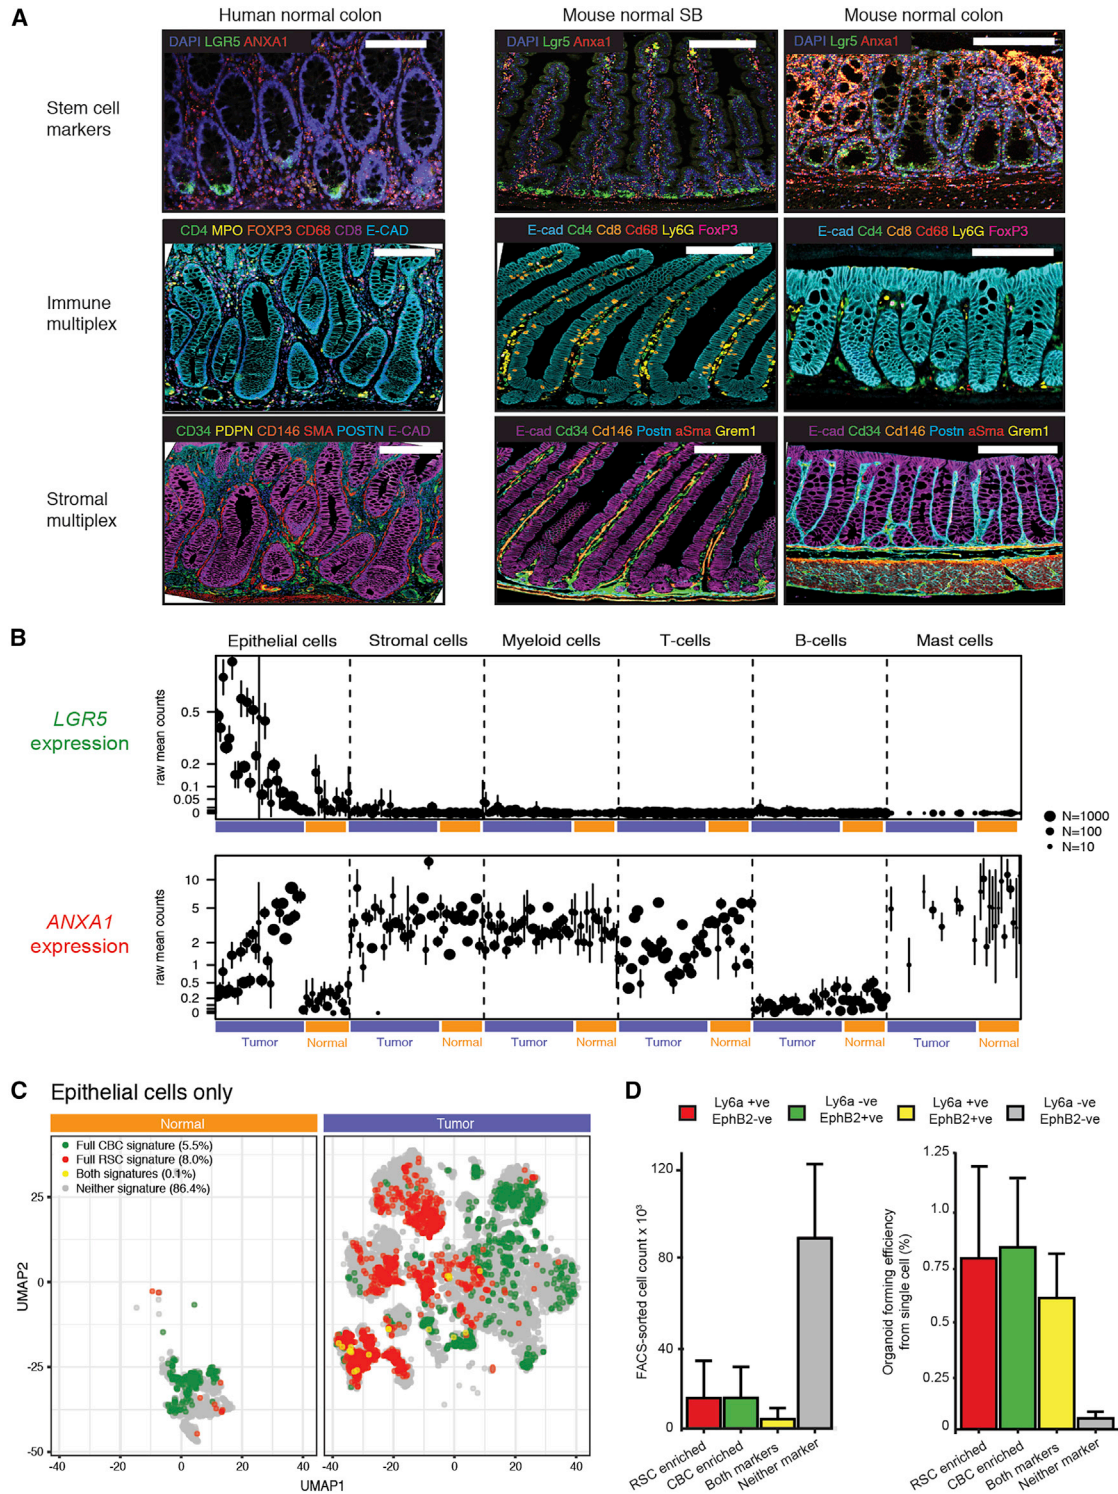 A
Human normal colon
Mouse normal SB
Mouse normal colon
Stem cell
markers
DAPI LGR5 ANXA1
DAPI Lgr5 Anxa1
DAPI Lgr5 Anxa1
Immune
multiplex
CD4 MPO FOXP3 CD68 CD8 E-CAD
E-cad Cd4 Cd8 Cd68 Ly6G FoxP3
E-cad Cd4 Cd8 Cd68 Ly6G FoxP3
Stromal
multiplex
CD34 PDPN CD146 SMA POSTN E-CAD
E-cad Cd34 Cd146 Postn aSma Grem1
E-cad Cd34 Cd146 Postn aSma Grem1
B
Epithelial cells
Stromal cells
Myeloid cells
T-cells
B-cells
Mast cells
LGR5
expression
raw mean counts
0.5
0.2
0.1
0.05
0
N=1000
N=100
N=10
ANXA1
expression
raw mean counts
10
5
2
1
0.5
0.2
0
Tumor Normal Tumor Normal Tumor Normal Tumor Normal Tumor Normal Tumor Normal
C
Epithelial cells only
Normal
Tumor
Full CBC signature (5.5%)
Full RSC signature (8.0%)
Both signatures (0.1%)
Neither signature (86.4%)
UMAP2
25
0
-25
-50
-40 -20 0 20 40
-40 -20 0 20 40
UMAP1
D
Ly6a +ve
EphB2-ve
Ly6a -ve
EphB2+ve
Ly6a +ve
EphB2+ve
Ly6a -ve
EphB2-ve
FACS-sorted cell count x 10³
120
80
40
0
RSC enriched
CBC enriched
Both markers
Neither marker
Organoid forming efficiency
from single cell (%)
1.25
1.0
0.75
0.5
0.25
0
RSC enriched
CBC enriched
Both markers
Neither marker